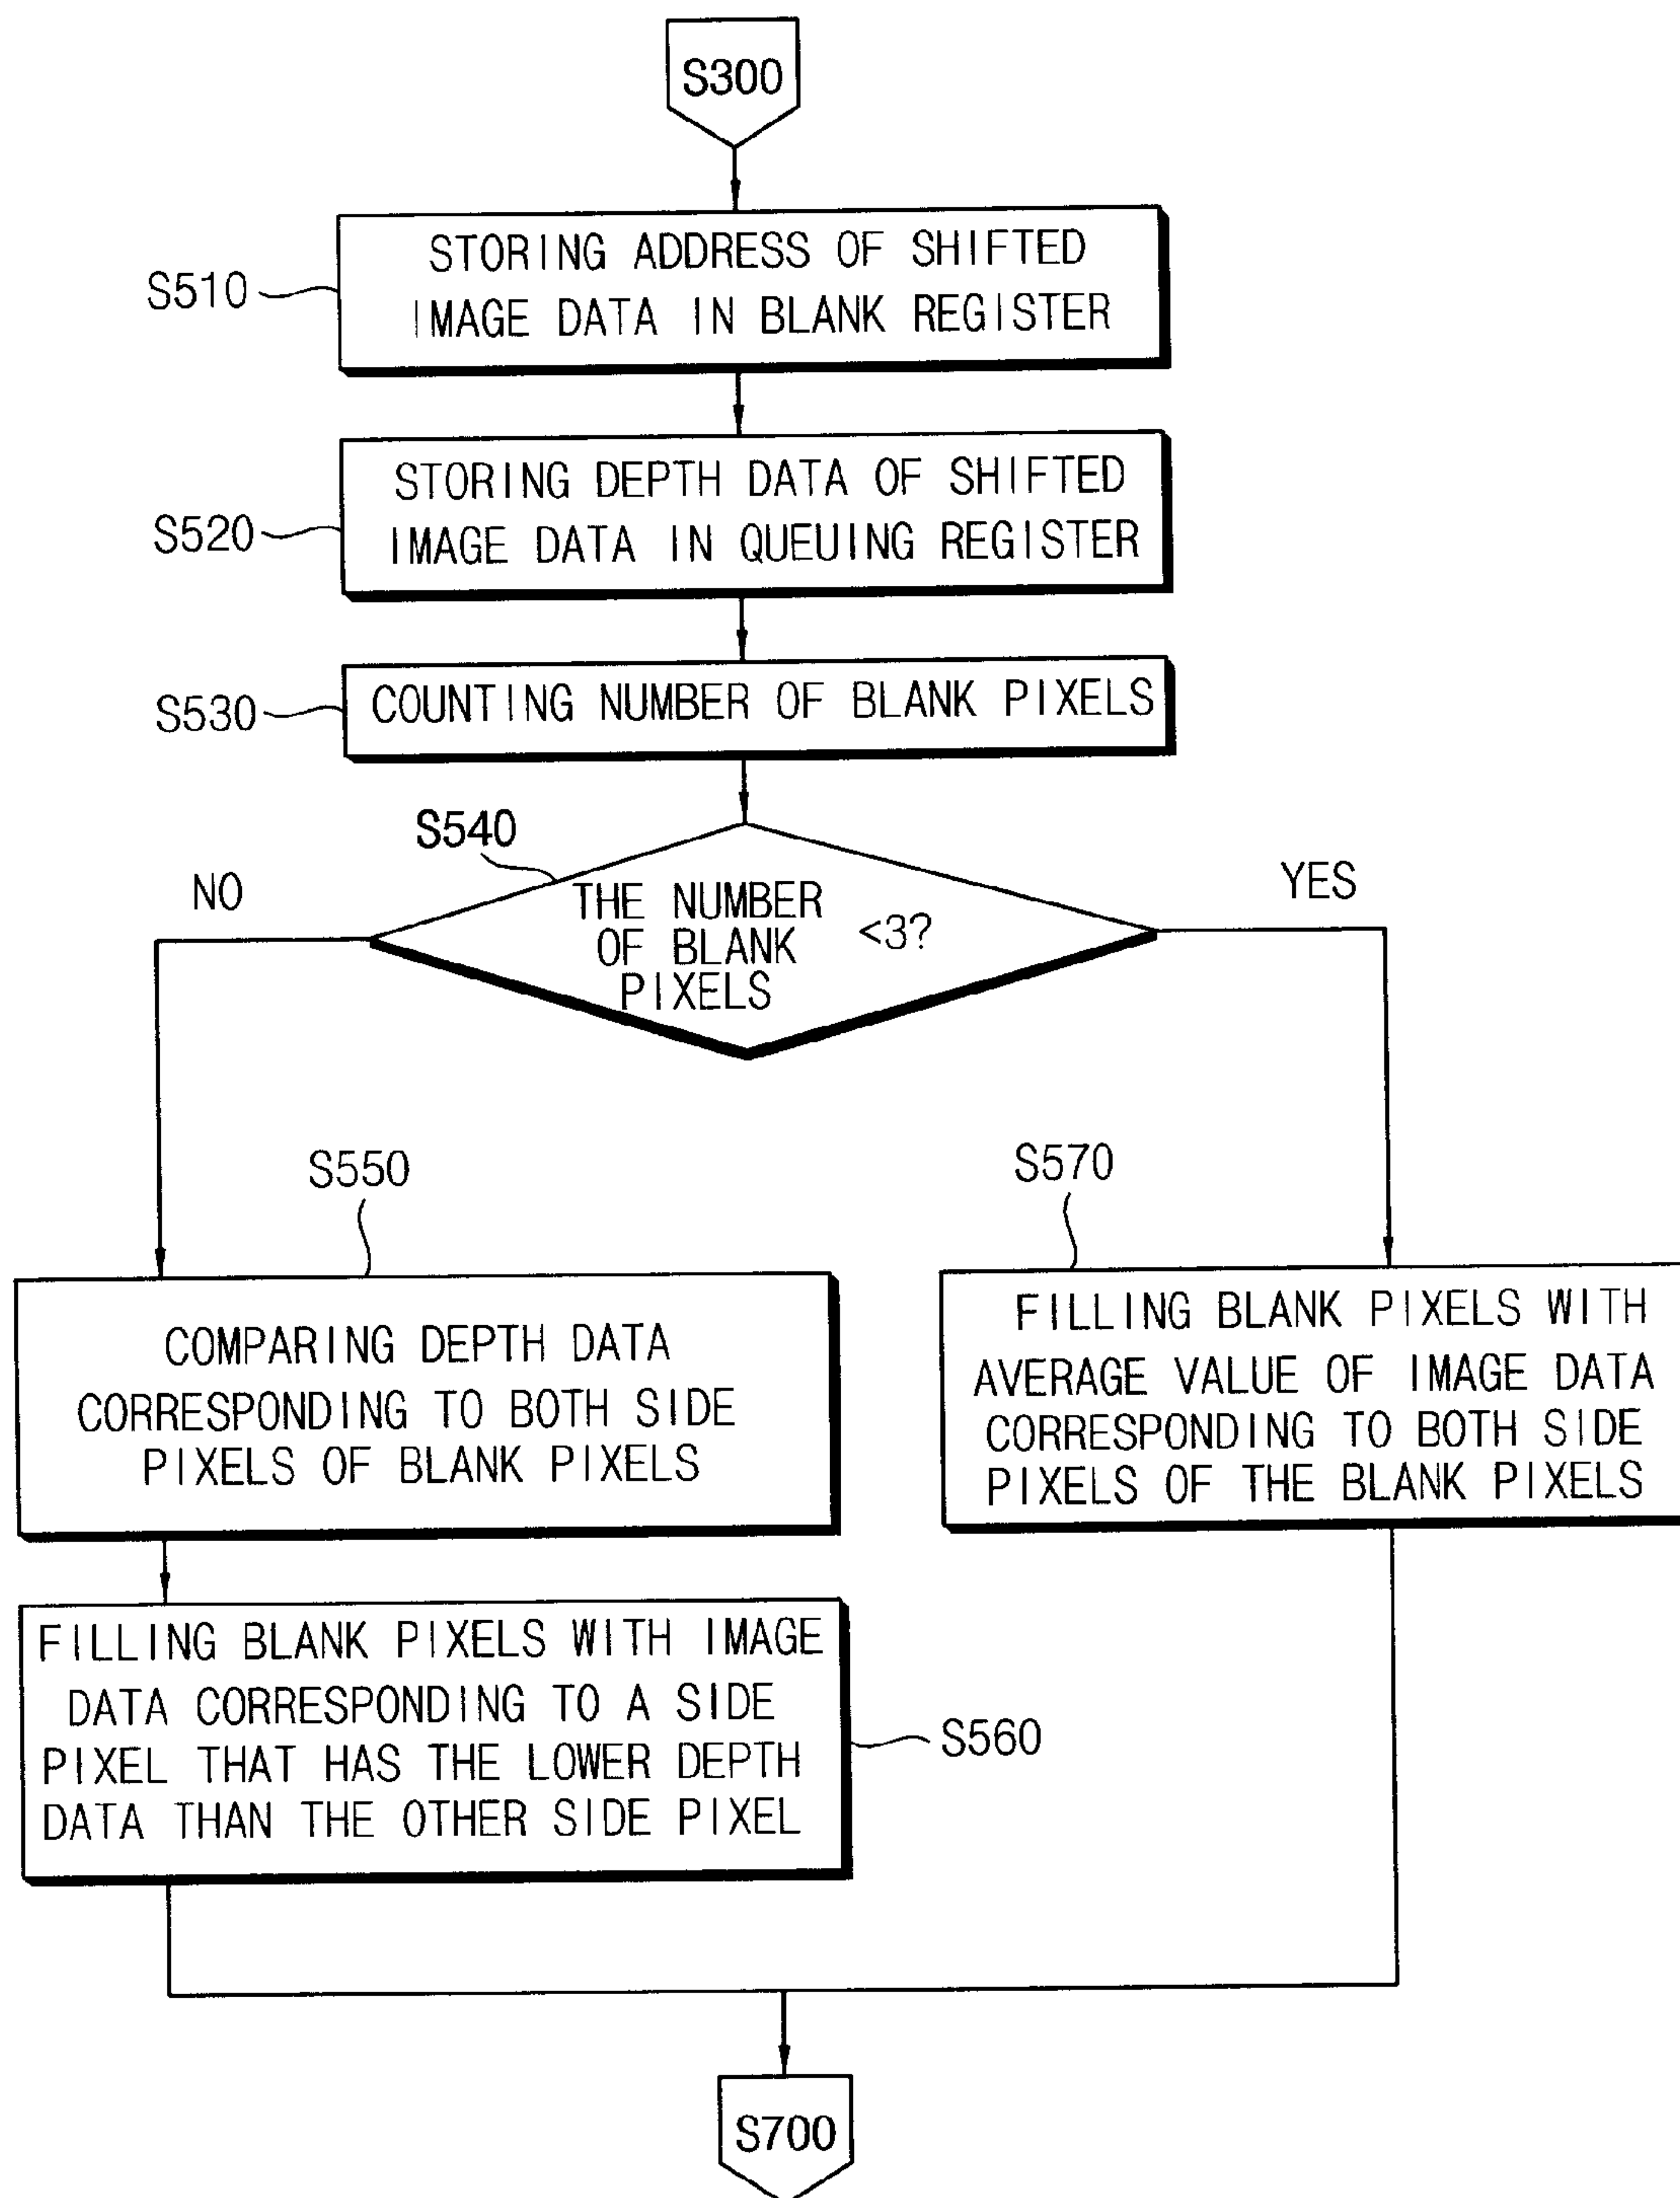 S300
S510
STORING ADDRESS OF SHIFTED
IMAGE DATA IN BLANK REGISTER
S520
STORING DEPTH DATA OF SHIFTED
IMAGE DATA IN QUEUING REGISTER
S530
COUNTING NUMBER OF BLANK PIXELS
S540
NO
YES
THE NUMBER
OF BLANK
PIXELS
<3?
S550
COMPARING DEPTH DATA
CORRESPONDING TO BOTH SIDE
PIXELS OF BLANK PIXELS
S570
FILLING BLANK PIXELS WITH
AVERAGE VALUE OF IMAGE DATA
CORRESPONDING TO BOTH SIDE
PIXELS OF THE BLANK PIXELS
FILLING BLANK PIXELS WITH IMAGE
DATA CORRESPONDING TO A SIDE
PIXEL THAT HAS THE LOWER DEPTH
DATA THAN THE OTHER SIDE PIXEL
S560
S700